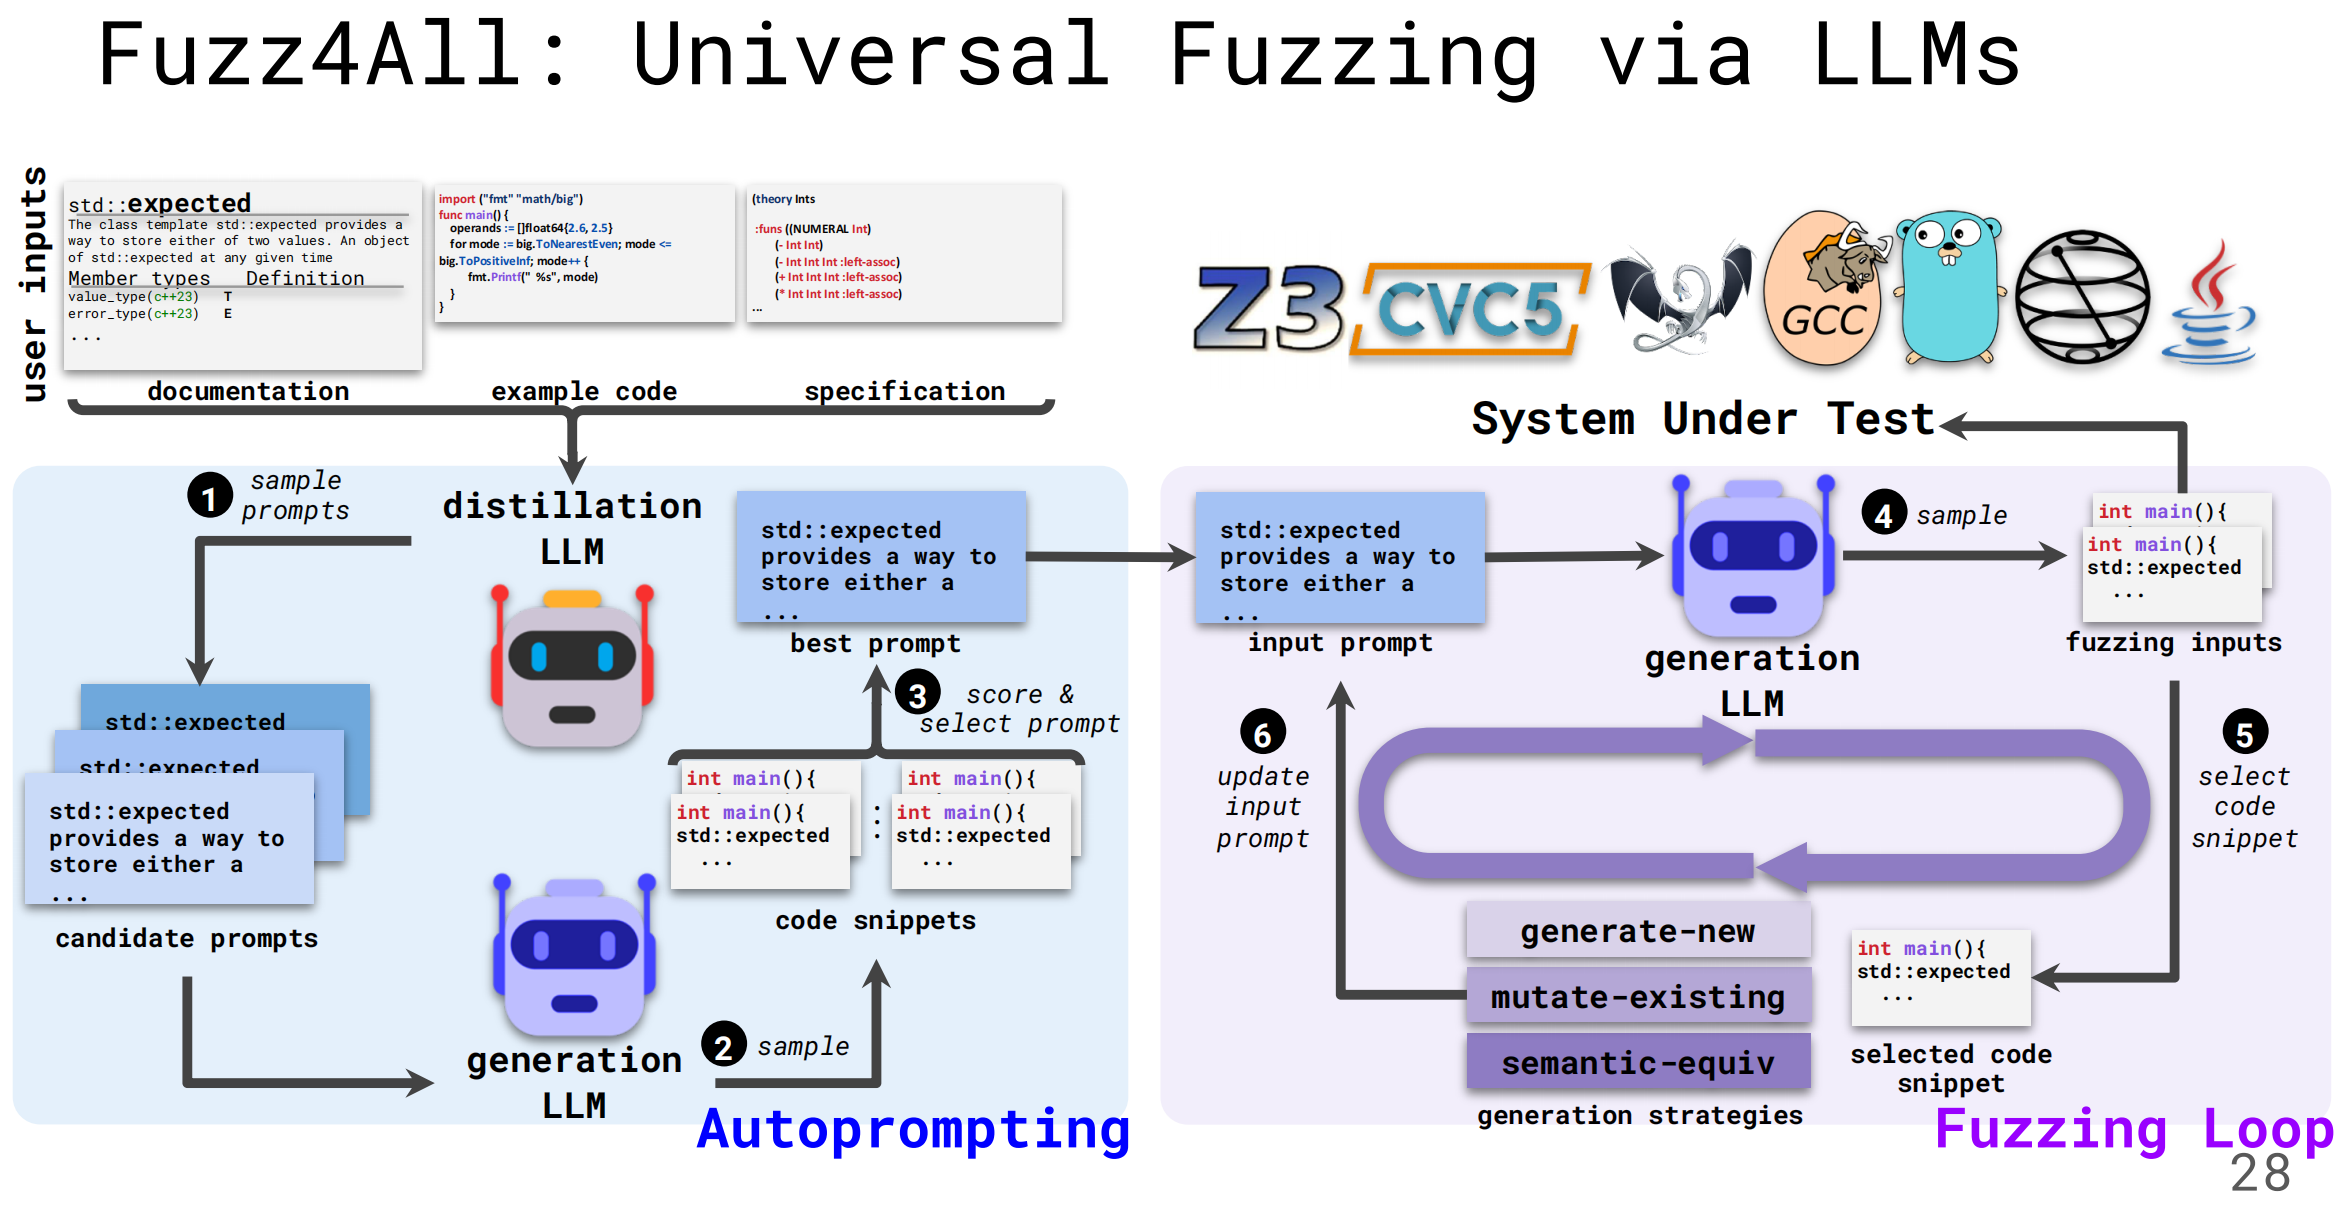 Fuzz4All: Universal Fuzzing via LLMs
user inputs
std::expected
The class template std::expected provides a
way to store either of two values. An object
of std::expected at any given time
Member types Definition
value_type(c++23) T
error_type(c++23) E
...
documentation
import ("fmt" "math/big")
func main() {
operands := []float64{2.6, 2.5}
for mode := big.ToNearestEven; mode <=
big.ToPositiveInf; mode++ {
fmt.Printf(" %s", mode)
}
}
example code
(theory Ints
:funs ((NUMERAL Int)
(- Int Int)
(- Int Int Int :left-assoc)
(+ Int Int Int :left-assoc)
(* Int Int Int :left-assoc)
...
specification
Z3
CVC5
GCC
System Under Test
1
sample
prompts
distillation
LLM
std::expected
std::expected
std::expected
provides a way to
store either a
...
candidate prompts
generation
LLM
2
sample
int main(){
int main(){
std::expected
...
int main(){
int main(){
std::expected
...
code snippets
3
score &
select prompt
std::expected
provides a way to
store either a
...
best prompt
Autoprompting
std::expected
provides a way to
store either a
...
input prompt
generation
LLM
4
sample
int main(){
int main(){
std::expected
...
fuzzing inputs
5
select
code
snippet
int main(){
std::expected
...
selected code
snippet
generate-new
mutate-existing
semantic-equiv
generation strategies
6
update
input
prompt
Fuzzing Loop
28